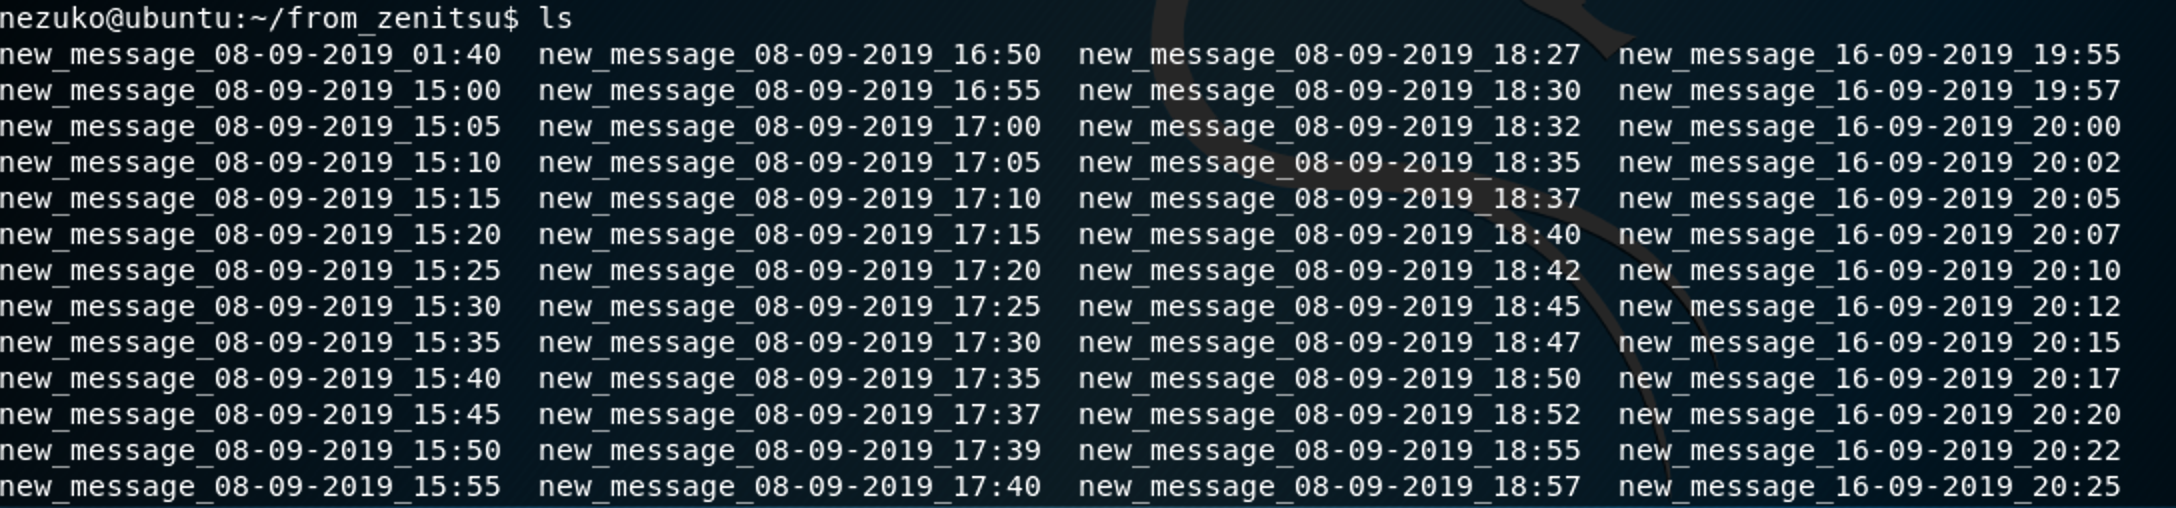 nezuko@ubuntu:~/from_zenitsu$ ls
new_message_08-09-2019_01:40  new_message_08-09-2019_16:50  new_message_08-09-2019_18:27  new_message_16-09-2019_19:55
new_message_08-09-2019_15:00  new_message_08-09-2019_16:55  new_message_08-09-2019_18:30  new_message_16-09-2019_19:57
new_message_08-09-2019_15:05  new_message_08-09-2019_17:00  new_message_08-09-2019_18:32  new_message_16-09-2019_20:00
new_message_08-09-2019_15:10  new_message_08-09-2019_17:05  new_message_08-09-2019_18:35  new_message_16-09-2019_20:02
new_message_08-09-2019_15:15  new_message_08-09-2019_17:10  new_message_08-09-2019_18:37  new_message_16-09-2019_20:05
new_message_08-09-2019_15:20  new_message_08-09-2019_17:15  new_message_08-09-2019_18:40  new_message_16-09-2019_20:07
new_message_08-09-2019_15:25  new_message_08-09-2019_17:20  new_message_08-09-2019_18:42  new_message_16-09-2019_20:10
new_message_08-09-2019_15:30  new_message_08-09-2019_17:25  new_message_08-09-2019_18:45  new_message_16-09-2019_20:12
new_message_08-09-2019_15:35  new_message_08-09-2019_17:30  new_message_08-09-2019_18:47  new_message_16-09-2019_20:15
new_message_08-09-2019_15:40  new_message_08-09-2019_17:35  new_message_08-09-2019_18:50  new_message_16-09-2019_20:17
new_message_08-09-2019_15:45  new_message_08-09-2019_17:37  new_message_08-09-2019_18:52  new_message_16-09-2019_20:20
new_message_08-09-2019_15:50  new_message_08-09-2019_17:39  new_message_08-09-2019_18:55  new_message_16-09-2019_20:22
new_message_08-09-2019_15:55  new_message_08-09-2019_17:40  new_message_08-09-2019_18:57  new_message_16-09-2019_20:25